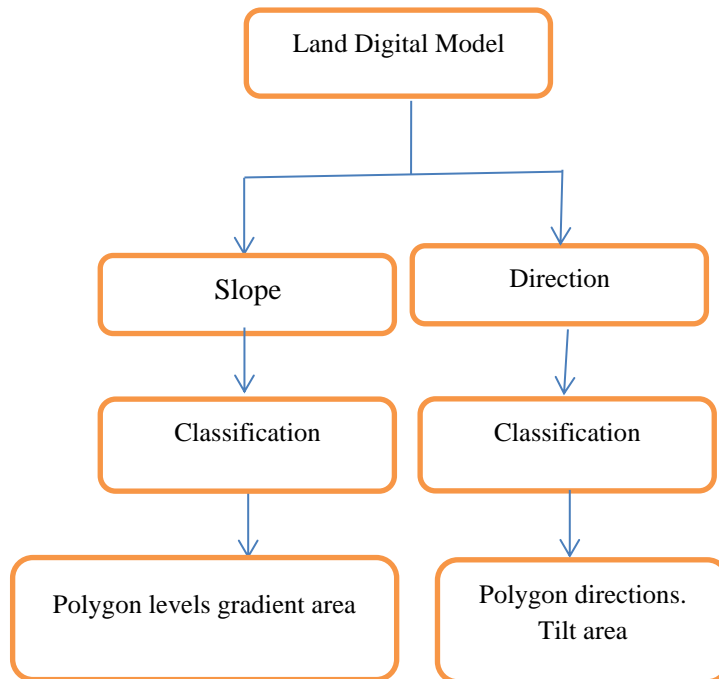 Land Digital Model
Slope
Direction
Classification
Classification
Polygon levels gradient area
Polygon directions.
Tilt area